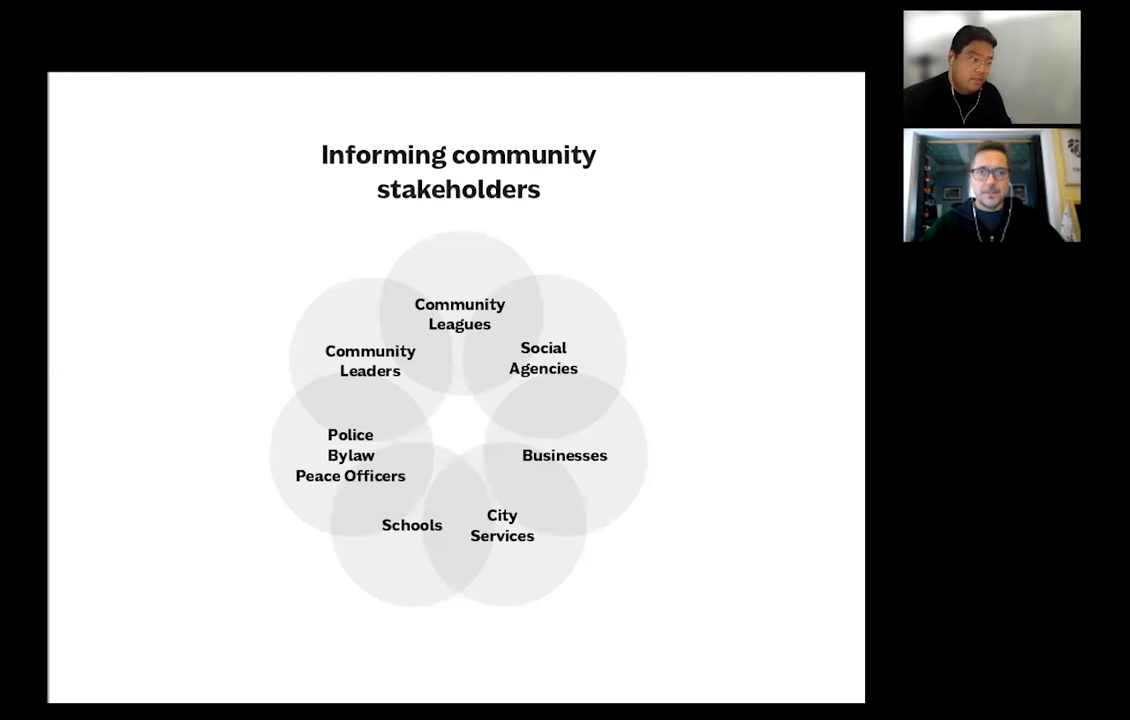 Informing community
stakeholders
Community
Leagues
Social
Agencies
Community
Leaders
Police
Bylaw
Peace Officers
Businesses
City
Services
Schools